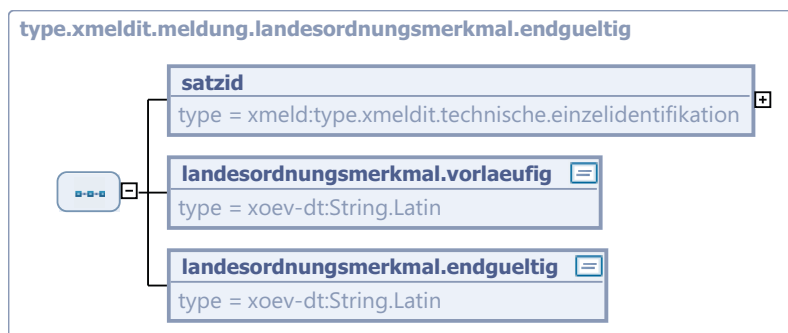 type.xmeldit.meldung.landesordnungsmerkmal.endgueltig
satzid
type = xmeld:type.xmeldit.technische.einzelidentifikation
landesordnungsmerkmal.vorlaeufig
type = xoev-dt:String.Latin
landesordnungsmerkmal.endgueltig
type = xoev-dt:String.Latin